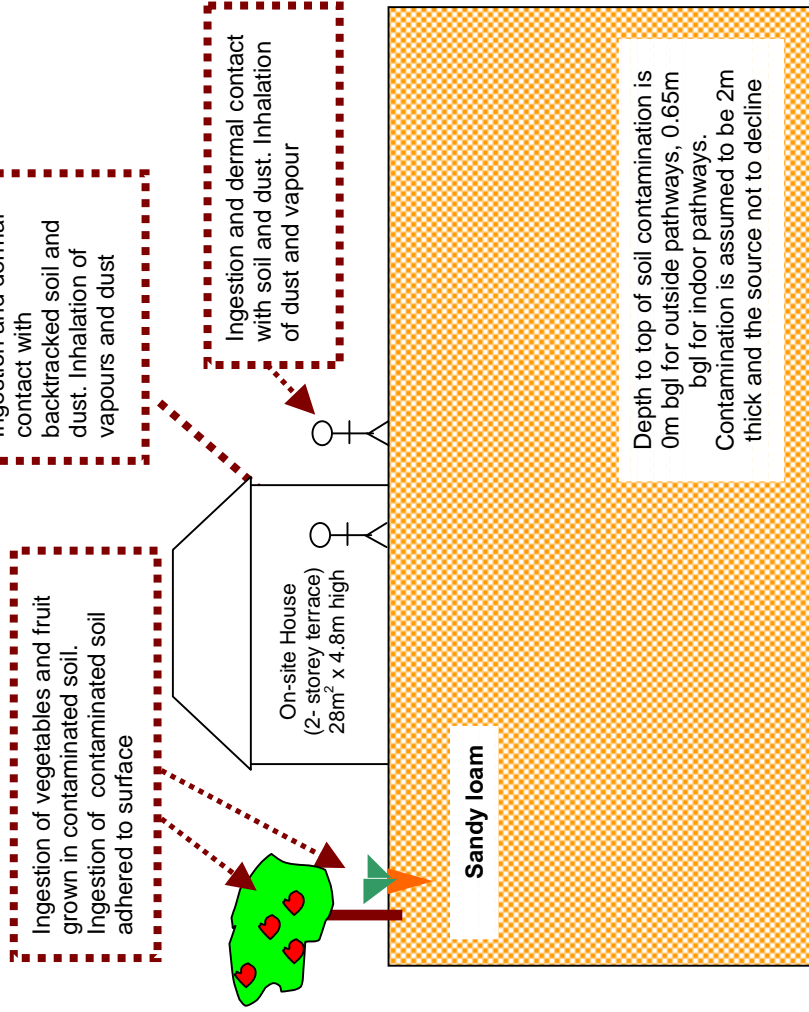 Ingestion of vegetables and fruit
grown in contaminated soil.
Ingestion of contaminated soil
adhered to surface
Ingestion and dermal
contact with
backtracked soil and
dust. Inhalation of
vapours and dust
Ingestion and dermal contact
with soil and dust. Inhalation
of dust and vapour
On-site House
(2- storey terrace)
28m² x 4.8m high
Sandy loam
Depth to top of soil contamination is
0m bgl for outside pathways, 0.65m
bgl for indoor pathways.
Contamination is assumed to be 2m
thick and the source not to decline